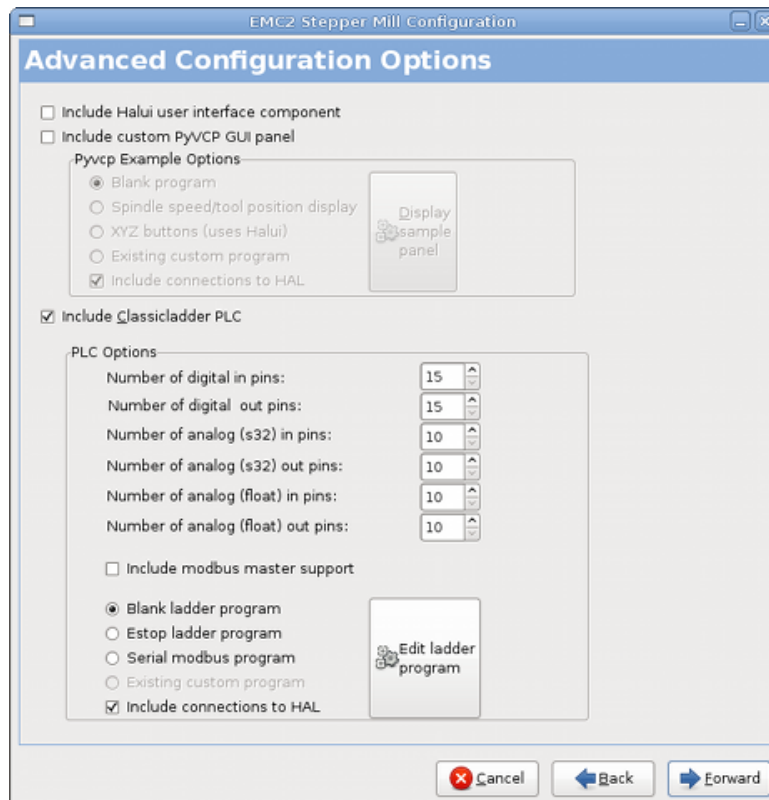 EMC2 Stepper Mill Configuration
Advanced Configuration Options
Include Halui user interface component
Include custom PyVCP GUI panel
Pyvcp Example Options
Blank program
Spindle speed/tool position display
XYZ buttons (uses Halui)
Existing custom program
Include connections to HAL
Display
sample
panel
Include Classicladder PLC
PLC Options
Number of digital in pins:
15
Number of digital out pins:
15
Number of analog (s32) in pins:
10
Number of analog (s32) out pins:
10
Number of analog (float) in pins:
10
Number of analog (float) out pins:
10
Include modbus master support
Blank ladder program
Estop ladder program
Serial modbus program
Existing custom program
Include connections to HAL
Edit ladder
program
Cancel
Back
Forward